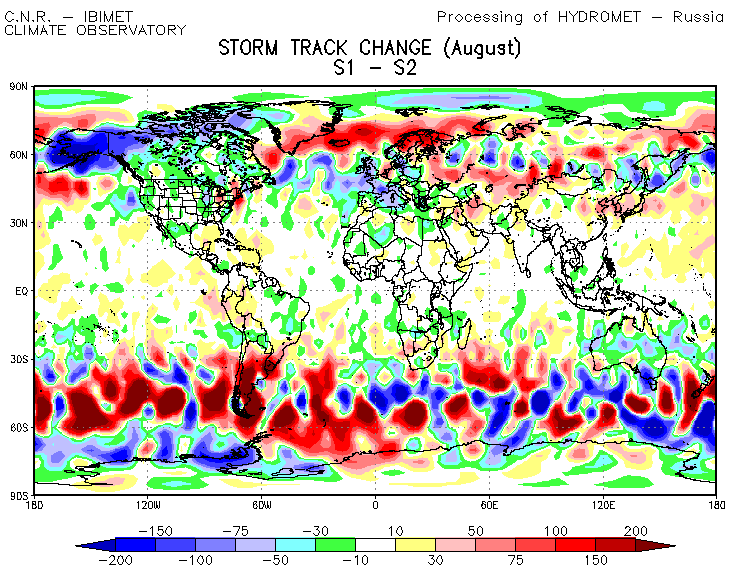 C.N.R. – IBIMET
Processing of HYDROMET – Russia
CLIMATE OBSERVATORY
STORM TRACK CHANGE (August)
S1 – S2
90N
60N
30N
EQ
30S
60S
90S
180 120W 60W 0 60E 120E 180
-150 -75 -30 10 50 100 200
-200 -100 -50 -10 30 75 150